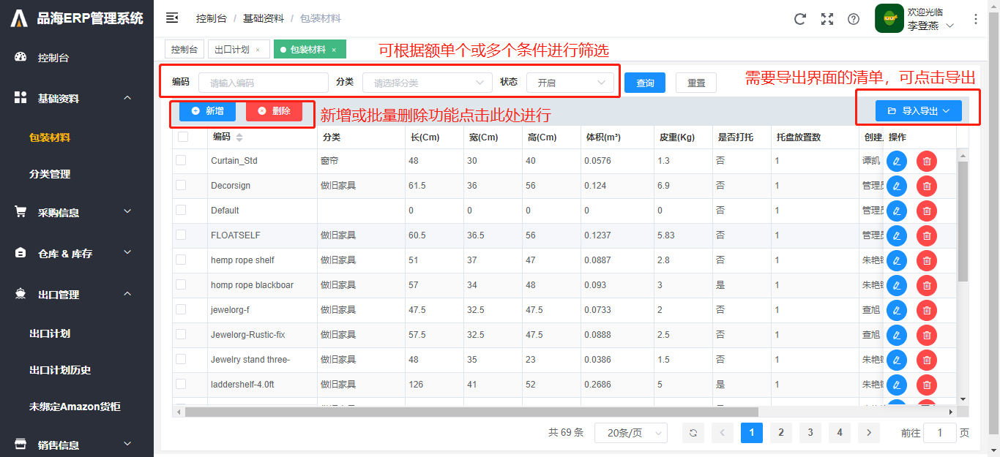 品海ERP管理系统
控制台 / 基础资料 / 包装材料
欢迎光临
李登燕
控制台
出口计划 ×
包装材料 ×
可根据额单个或多个条件进行筛选
控制台
基础资料
包装材料
分类管理
采购信息
仓库 & 库存
出口管理
出口计划
出口计划历史
未绑定Amazon货柜
销售信息
编码 请输入编码 分类 请选择分类 状态 开启 查询 重置
需要导出界面的清单，可点击导出
新增 删除
新增或批量删除功能点击此处进行
导入导出
编码 分类 长(Cm) 宽(Cm) 高(Cm) 体积(m³) 皮重(Kg) 是否打托 托盘放置数 创建 操作
Curtain_Std 窗帘 48 30 40 0.0576 1.3 否 1 谭凯
Decorsign 做旧家具 61.5 36 56 0.124 6.9 否 1 管理员
Default 0 0 0 0 0 否 1 管理员
FLOATSELF 做旧家具 60.5 36.5 56 0.1237 5.83 否 1 管理员
hemp rope shelf 做旧家具 51 37 47 0.0887 2.8 否 1 朱艳
homp rope blackboar 做旧家具 57 34 48 0.093 3 是 1 朱艳
jewelorg-f 做旧家具 47.5 32.5 47.5 0.0733 2 否 1 查旭
Jewelorg-Rustic-fix 做旧家具 57.5 32.5 47.5 0.0888 2.5 否 1 查旭
Jewelry stand three- 做旧家具 48 35 23 0.0386 1.5 否 1 朱艳
laddershelf-4.0ft 做旧家具 126 41 52 0.2686 5 是 1 朱艳
共 69 条 20条/页 1 2 3 4 前往 1 页